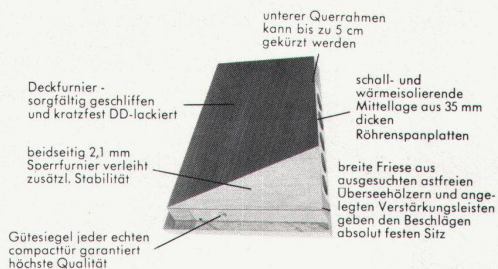 unterer Querrahmen
kann bis zu 5 cm
gekürzt werden
Deckfurnier -
sorgfältig geschliffen
und kratzfest DD-lackiert
schall- und
wärmeisolierende
Mittellage aus 35 mm
dicken
Röhrenspanplatten
beidseitig 2,1 mm
Sperrfurnier verleiht
zusätzl. Stabilität
breite Friese aus
ausgesuchten astfreien
Überseehölzern und ange-
legten Verstärkungsleisten
geben den Beschlägen
absolut festen Sitz
Gütesiegel jeder echten
compacttür garantiert
höchste Qualität